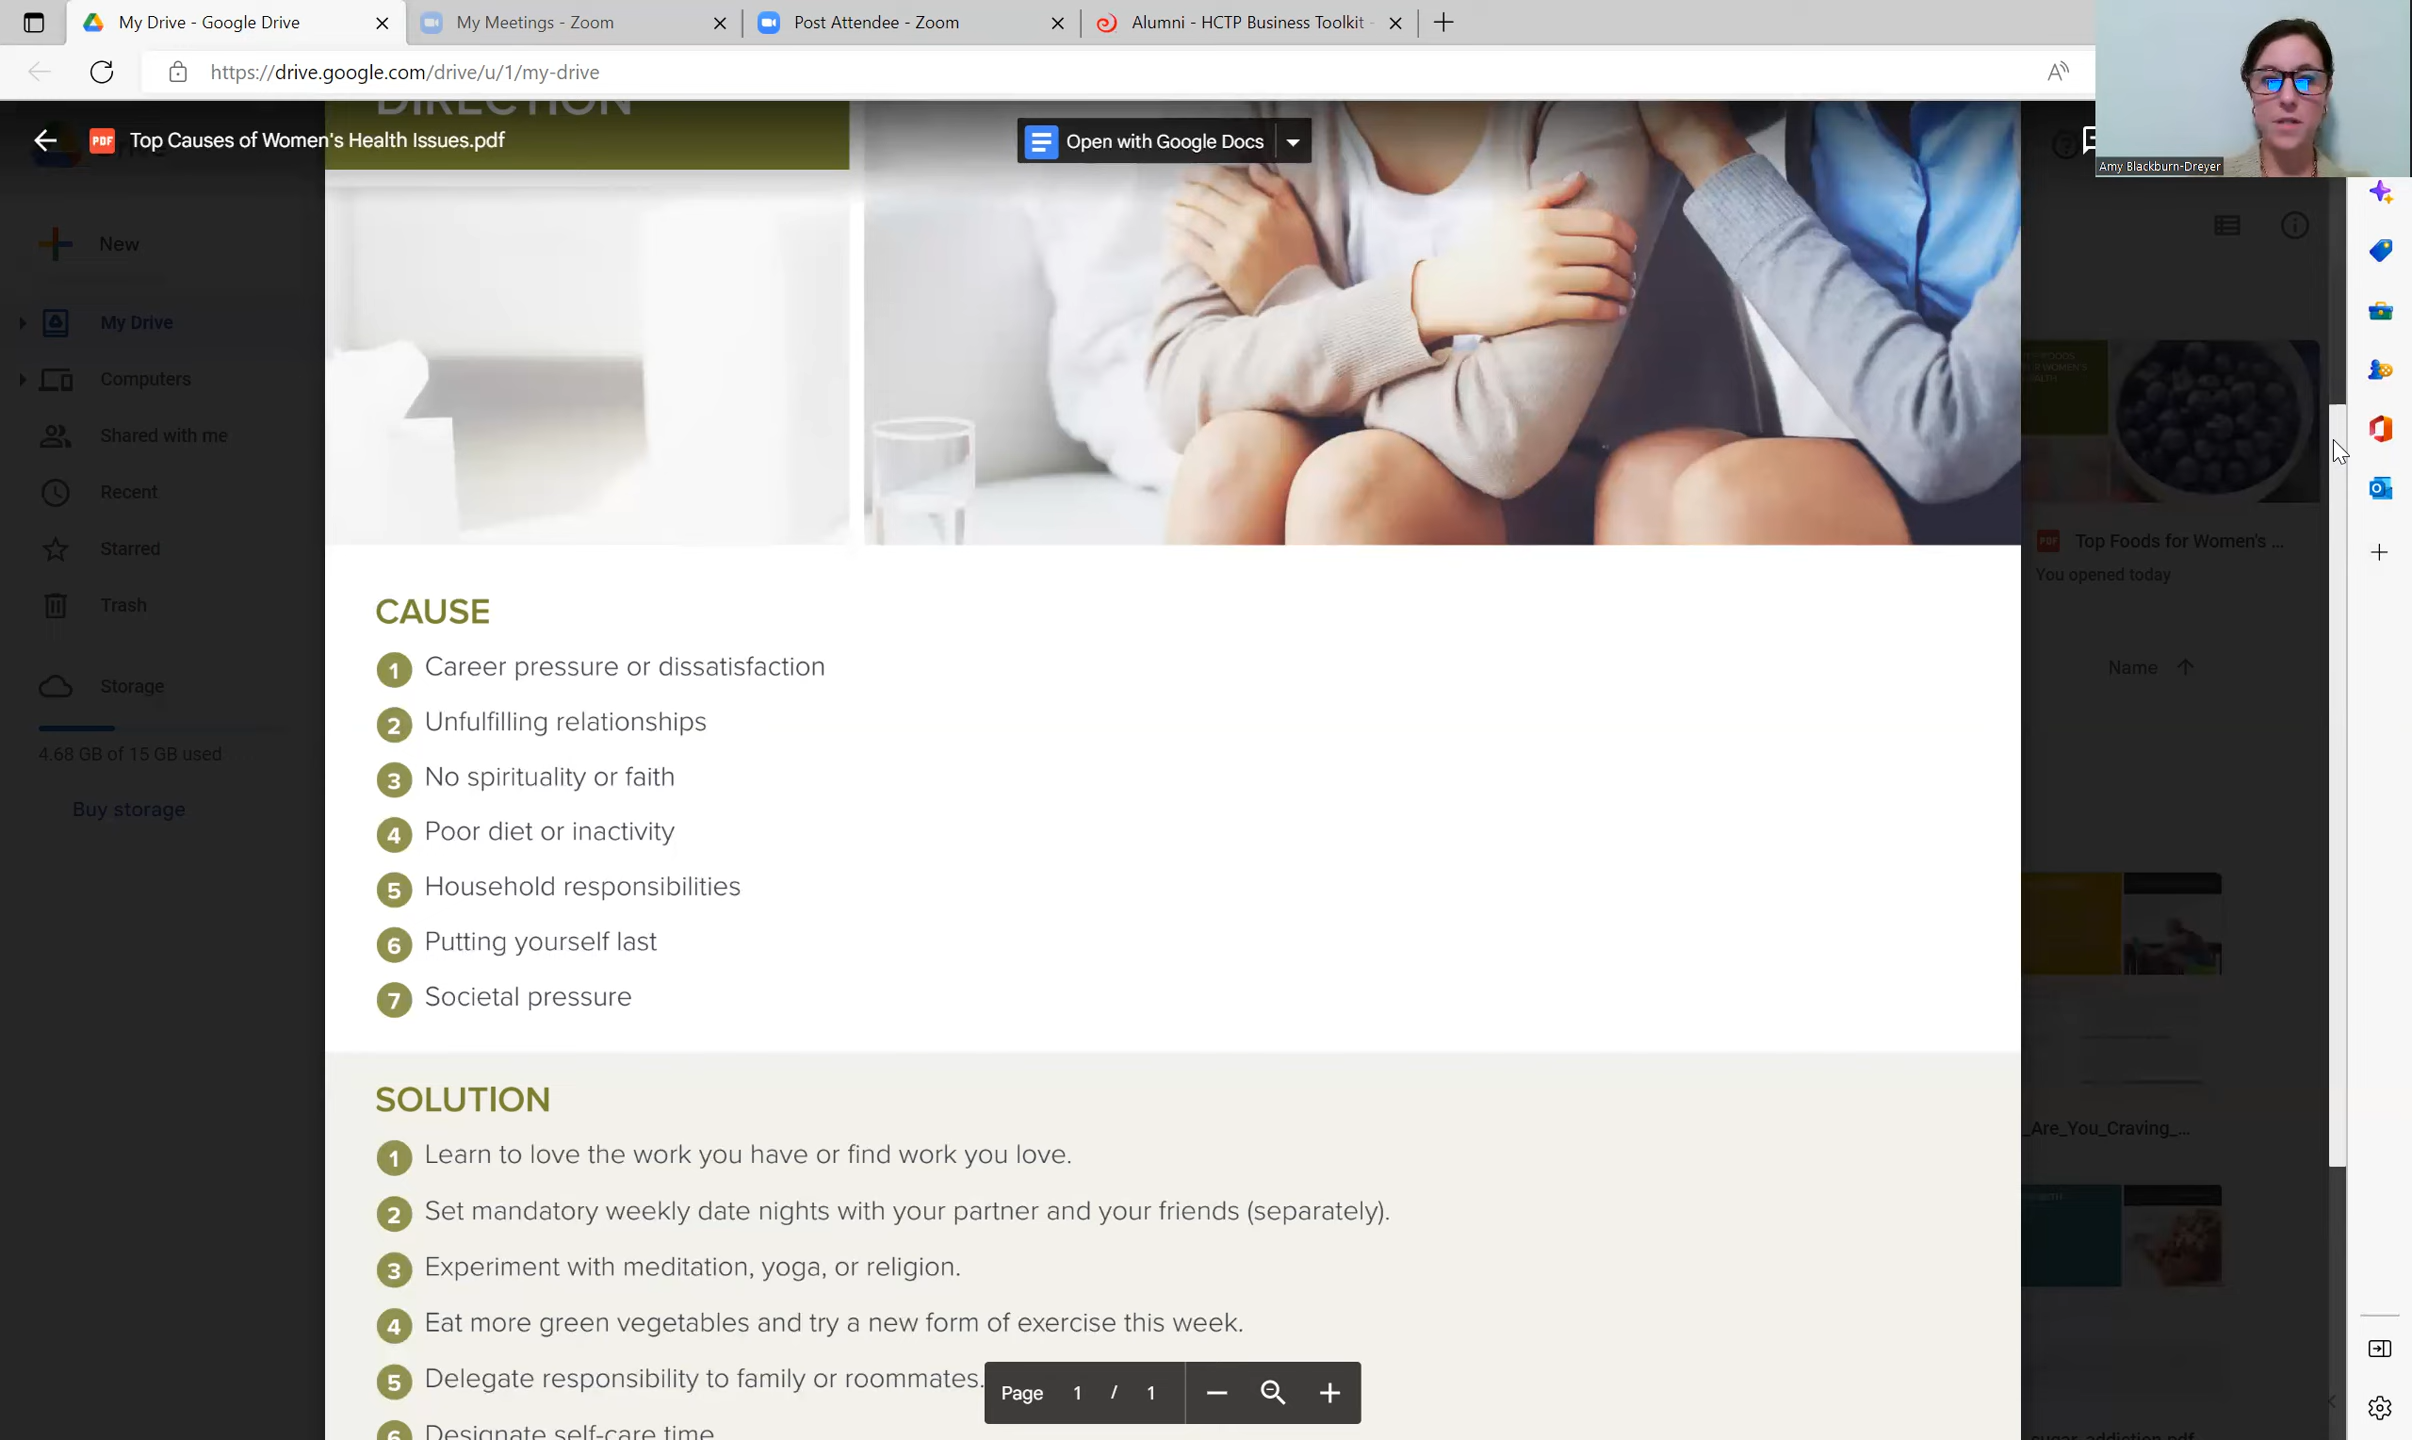 My Drive - Google Drive
My Meetings - Zoom
Post Attendee - Zoom
Alumni - HCTP Business Toolkit -
https://drive.google.com/drive/u/1/my-drive
Amy Blackburn-Dreyer
DIRECTION
PDF Top Causes of Women's Health Issues.pdf
Open with Google Docs
New
My Drive
Computers
Shared with me
Recent
Starred
Trash
Storage
4.68 GB of 15 GB used
Buy storage
CAUSE
1 Career pressure or dissatisfaction
2 Unfulfilling relationships
3 No spirituality or faith
4 Poor diet or inactivity
5 Household responsibilities
6 Putting yourself last
7 Societal pressure
SOLUTION
1 Learn to love the work you have or find work you love.
2 Set mandatory weekly date nights with your partner and your friends (separately).
3 Experiment with meditation, yoga, or religion.
4 Eat more green vegetables and try a new form of exercise this week.
5 Delegate responsibility to family or roommates.
6 Designate self-care time
Page 1 / 1
PDF Top Foods for Women's ...
You opened today
Name
_Are_You_Craving_...
sugar_addiction.pdf